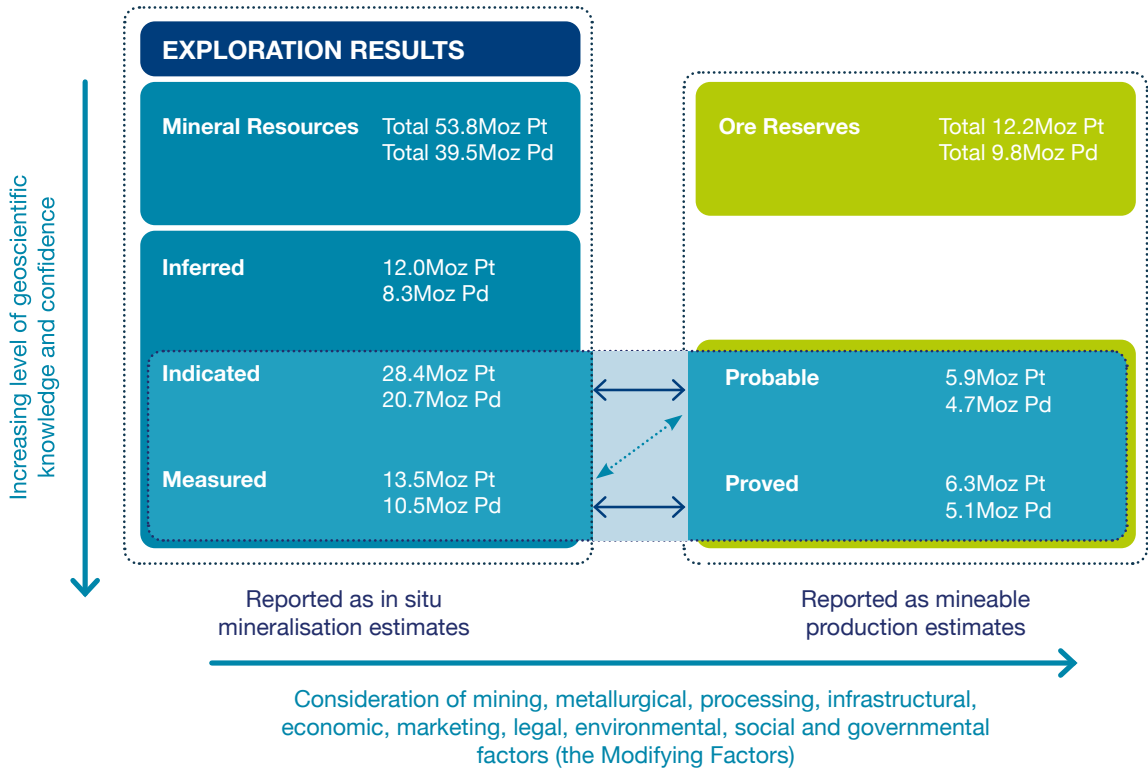 EXPLORATION RESULTS
Mineral Resources Total 53.8Moz Pt
Total 39.5Moz Pd
Ore Reserves Total 12.2Moz Pt
Total 9.8Moz Pd
Increasing level of geoscientific
knowledge and confidence
Inferred 12.0Moz Pt
8.3Moz Pd
Indicated 28.4Moz Pt
20.7Moz Pd
Probable 5.9Moz Pt
4.7Moz Pd
Measured 13.5Moz Pt
10.5Moz Pd
Proved 6.3Moz Pt
5.1Moz Pd
Reported as in situ
mineralisation estimates
Reported as mineable
production estimates
Consideration of mining, metallurgical, processing, infrastructural,
economic, marketing, legal, environmental, social and governmental
factors (the Modifying Factors)